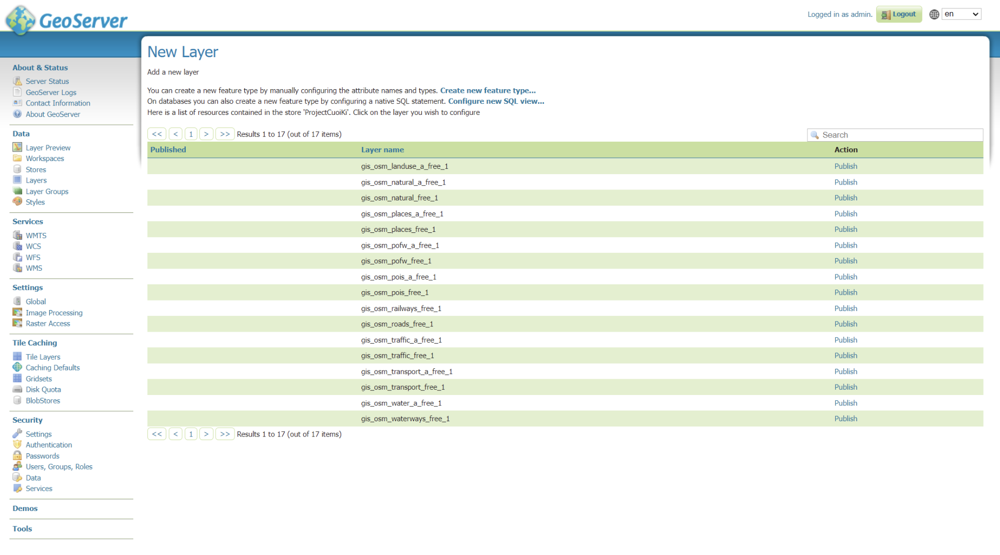 GeoServer
Logged in as admin. Logout en
About & Status
Server Status
GeoServer Logs
Contact Information
About GeoServer
Data
Layer Preview
Workspaces
Stores
Layers
Layer Groups
Styles
Services
WMTS
WCS
WFS
WMS
Settings
Global
Image Processing
Raster Access
Tile Caching
Tile Layers
Caching Defaults
Gridsets
Disk Quota
BlobStores
Security
Settings
Authentication
Passwords
Users, Groups, Roles
Data
Services
Demos
Tools
New Layer
Add a new layer
You can create a new feature type by manually configuring the attribute names and types. Create new feature type...
On databases you can also create a new feature type by configuring a native SQL statement. Configure new SQL view...
Here is a list of resources contained in the store 'ProjectCuoiKi'. Click on the layer you wish to configure
<< < 1 > >> Results 1 to 17 (out of 17 items) Search
Published Layer name Action
gis_osm_landuse_a_free_1 Publish
gis_osm_natural_a_free_1 Publish
gis_osm_natural_free_1 Publish
gis_osm_places_a_free_1 Publish
gis_osm_places_free_1 Publish
gis_osm_pofw_a_free_1 Publish
gis_osm_pofw_free_1 Publish
gis_osm_pois_a_free_1 Publish
gis_osm_pois_free_1 Publish
gis_osm_railways_free_1 Publish
gis_osm_roads_free_1 Publish
gis_osm_traffic_a_free_1 Publish
gis_osm_traffic_free_1 Publish
gis_osm_transport_a_free_1 Publish
gis_osm_transport_free_1 Publish
gis_osm_water_a_free_1 Publish
gis_osm_waterways_free_1 Publish
<< < 1 > >> Results 1 to 17 (out of 17 items)